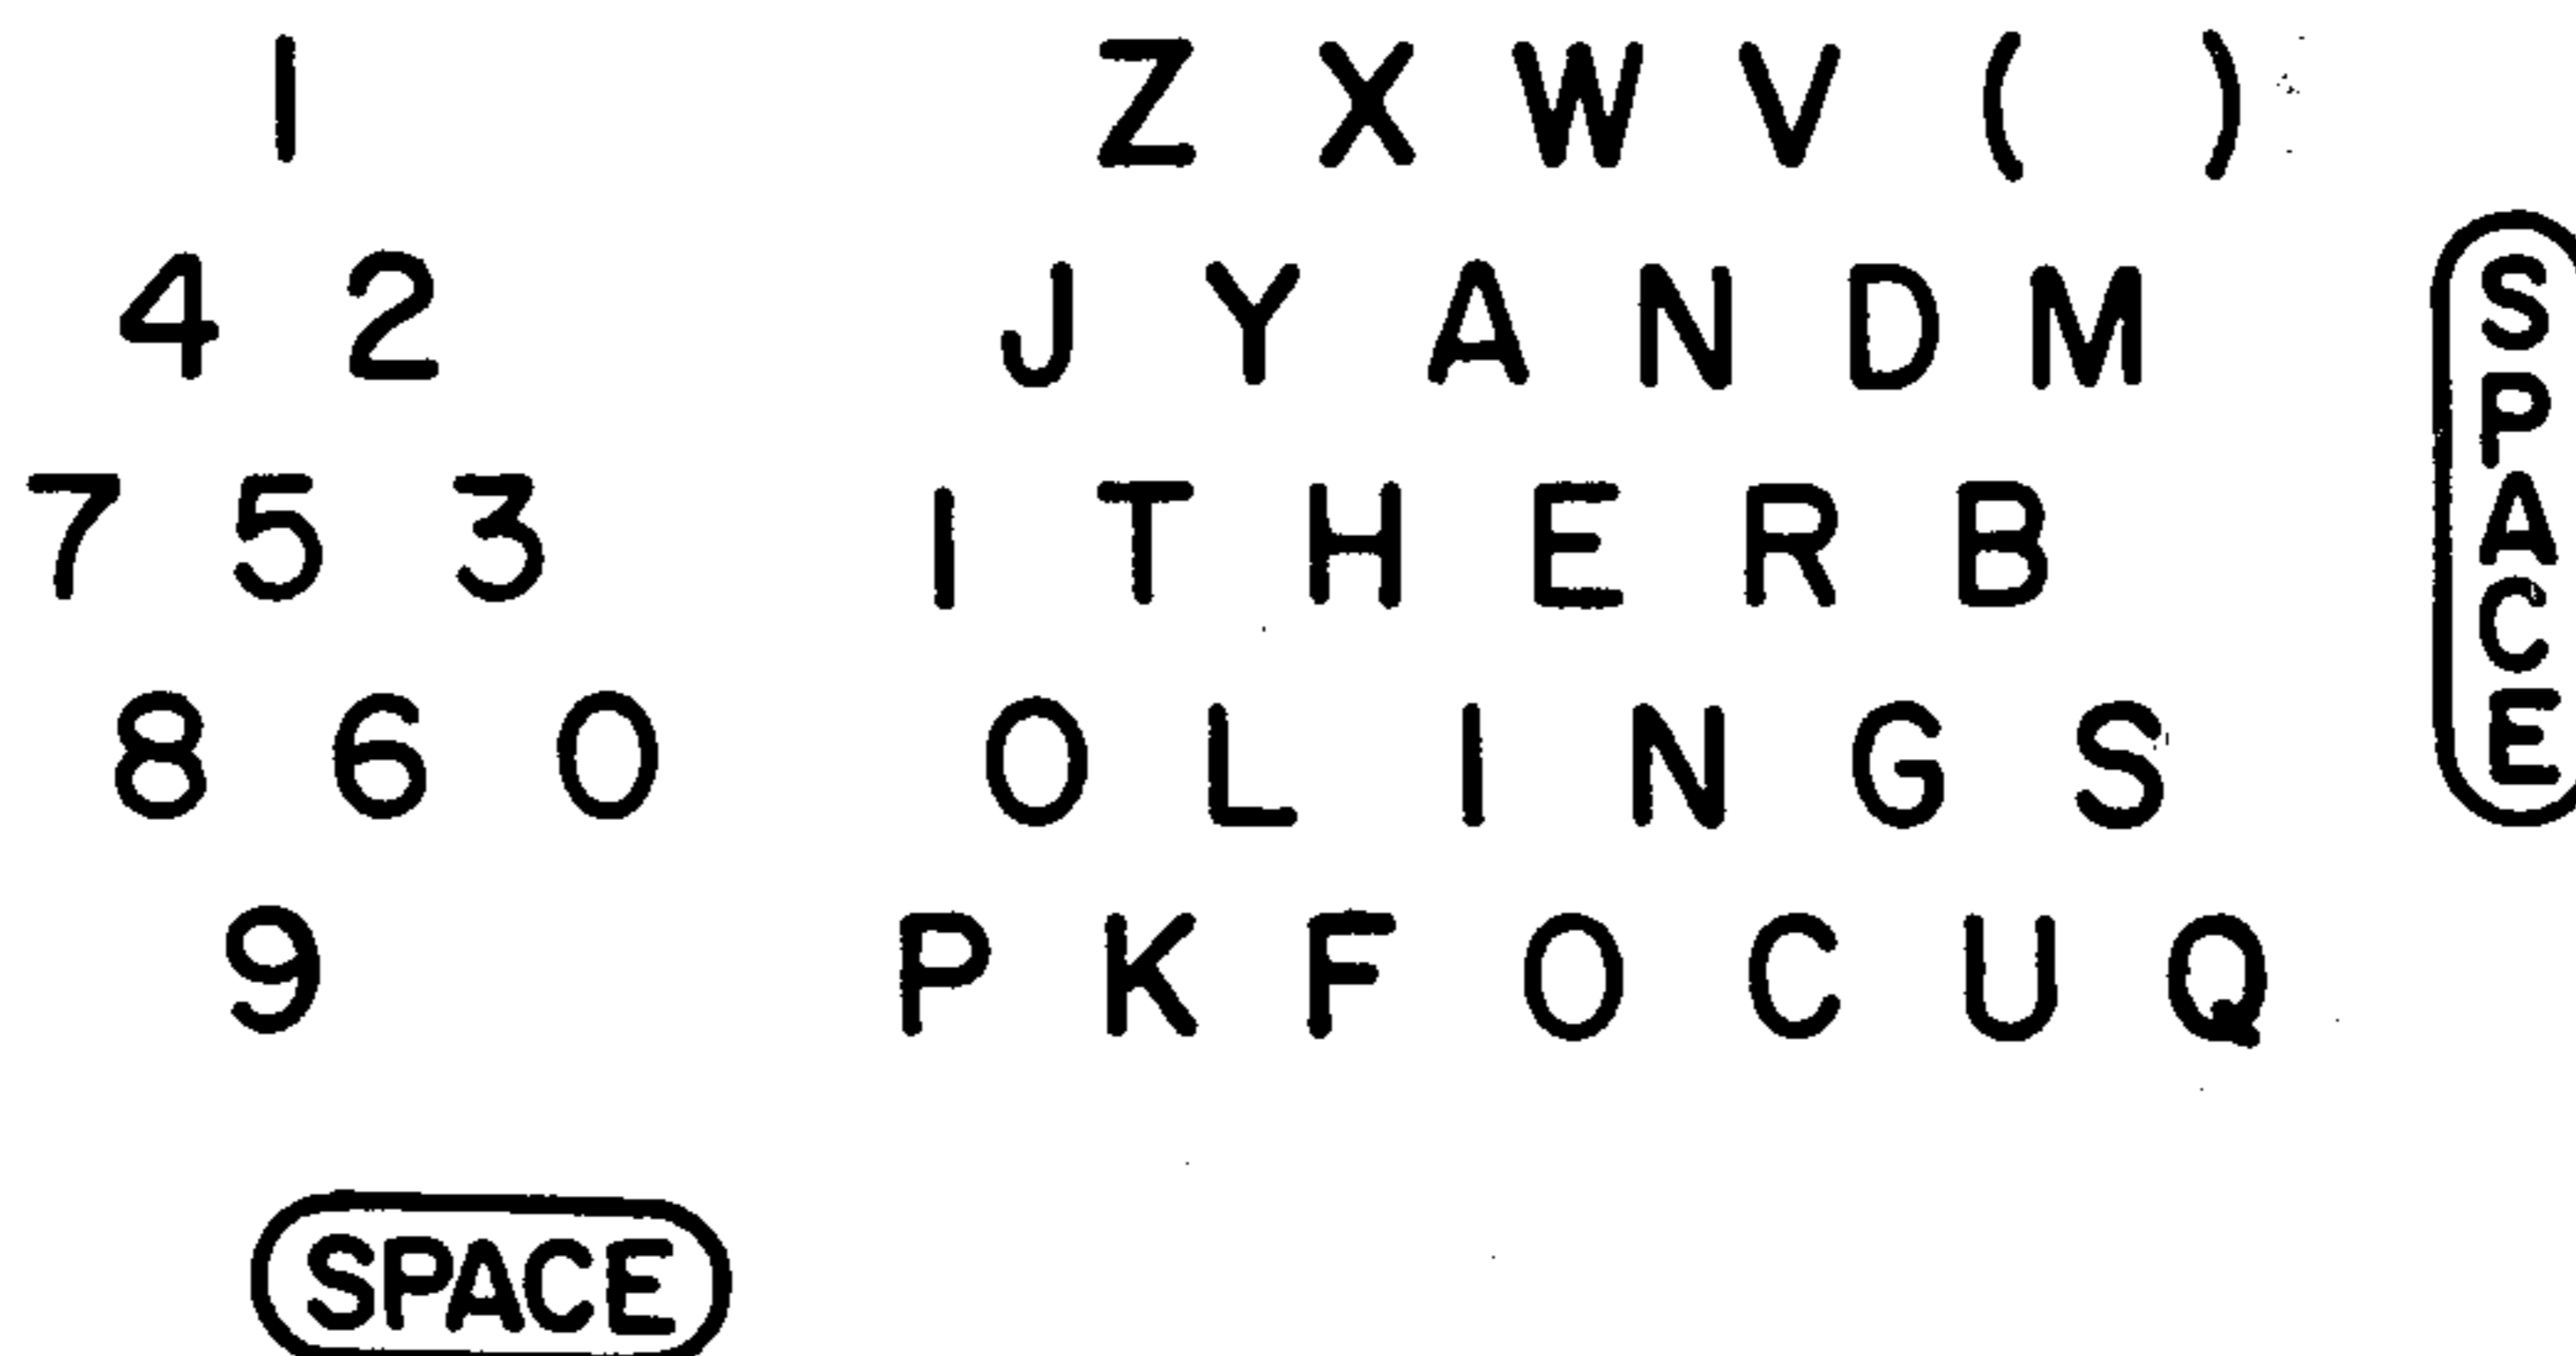 1 Z X W V ( )
4 2 J Y A N D M
7 5 3 I T H E R B
8 6 0 O L I N G S
9 P K F O C U Q
SPACE
SPACE